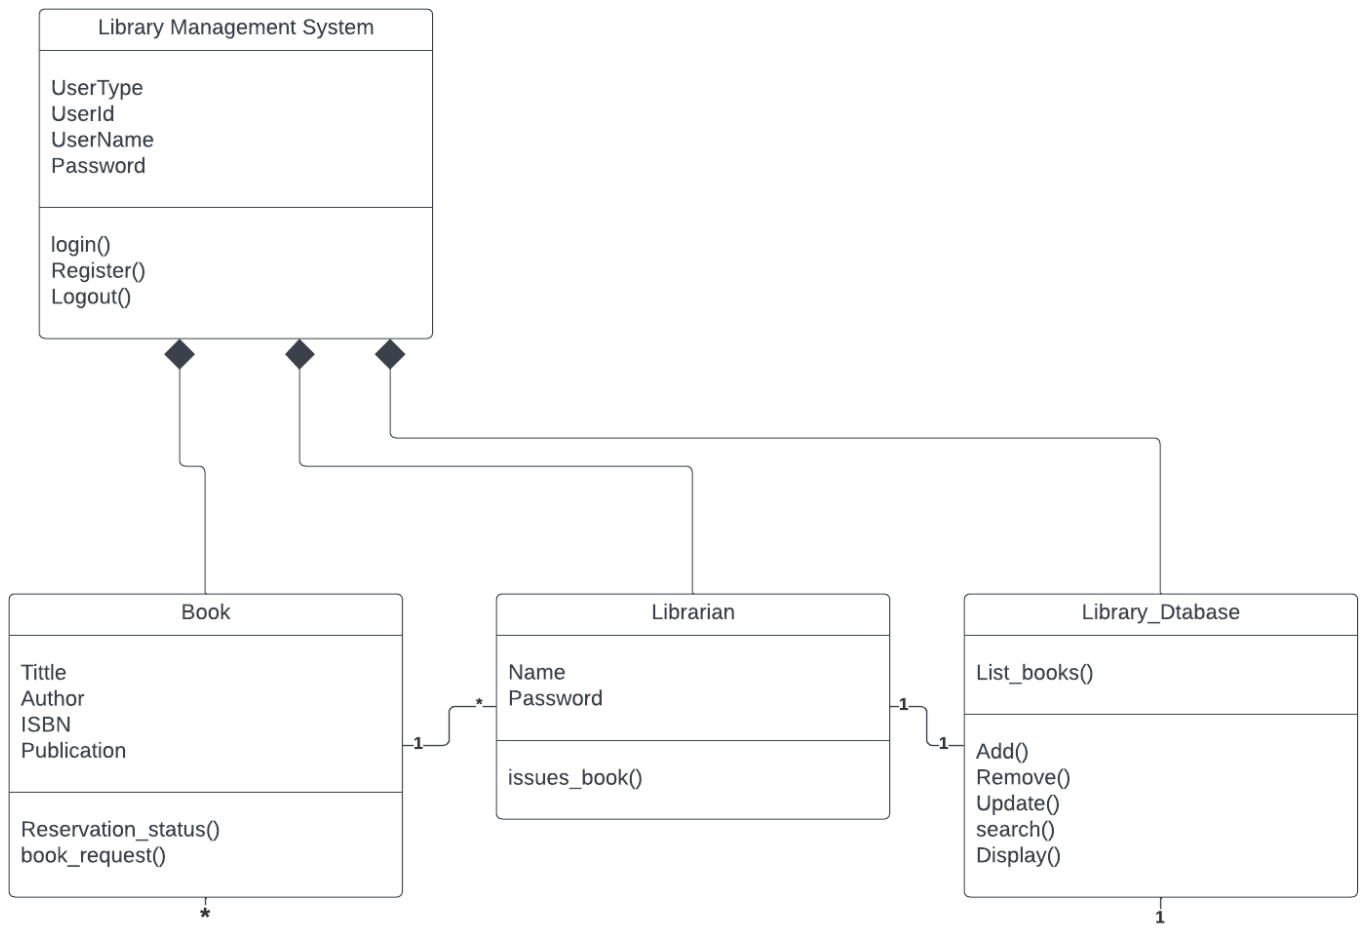 Library Management System
UserType
UserId
UserName
Password
login()
Register()
Logout()
Book
Tittle
Author
ISBN
Publication
Reservation_status()
book_request()
*
1
*
Librarian
Name
Password
issues_book()
1
1
Library_Dtabase
List_books()
Add()
Remove()
Update()
search()
Display()
1